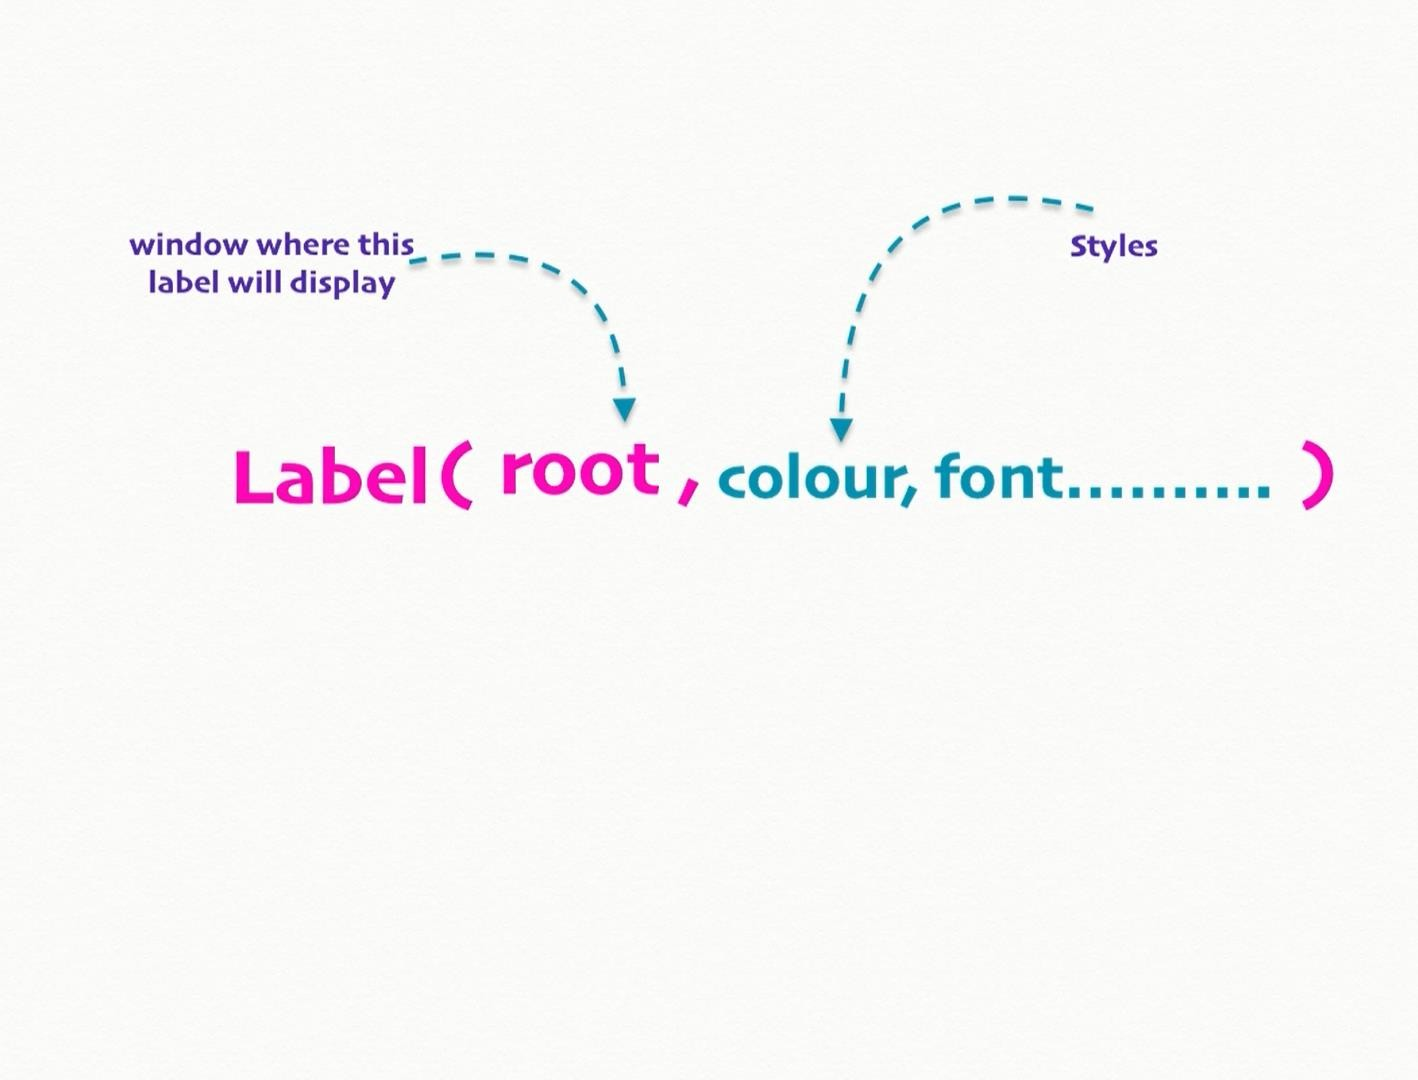 window where this
label will display
Styles
Label( root , colour, font.......... )